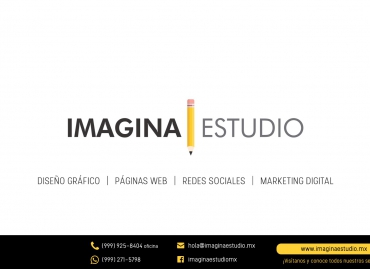 IMAGINA ESTUDIO
DISEÑO GRÁFICO | PÁGINAS WEB | REDES SOCIALES | MARKETING DIGITAL
(999) 925-8404 oficina
hola@imaginaestudio.mx
www.imaginaestudio.mx
(999) 271-5798
imaginaestudiomx
¡Visítanos y conoce todos nuestros se